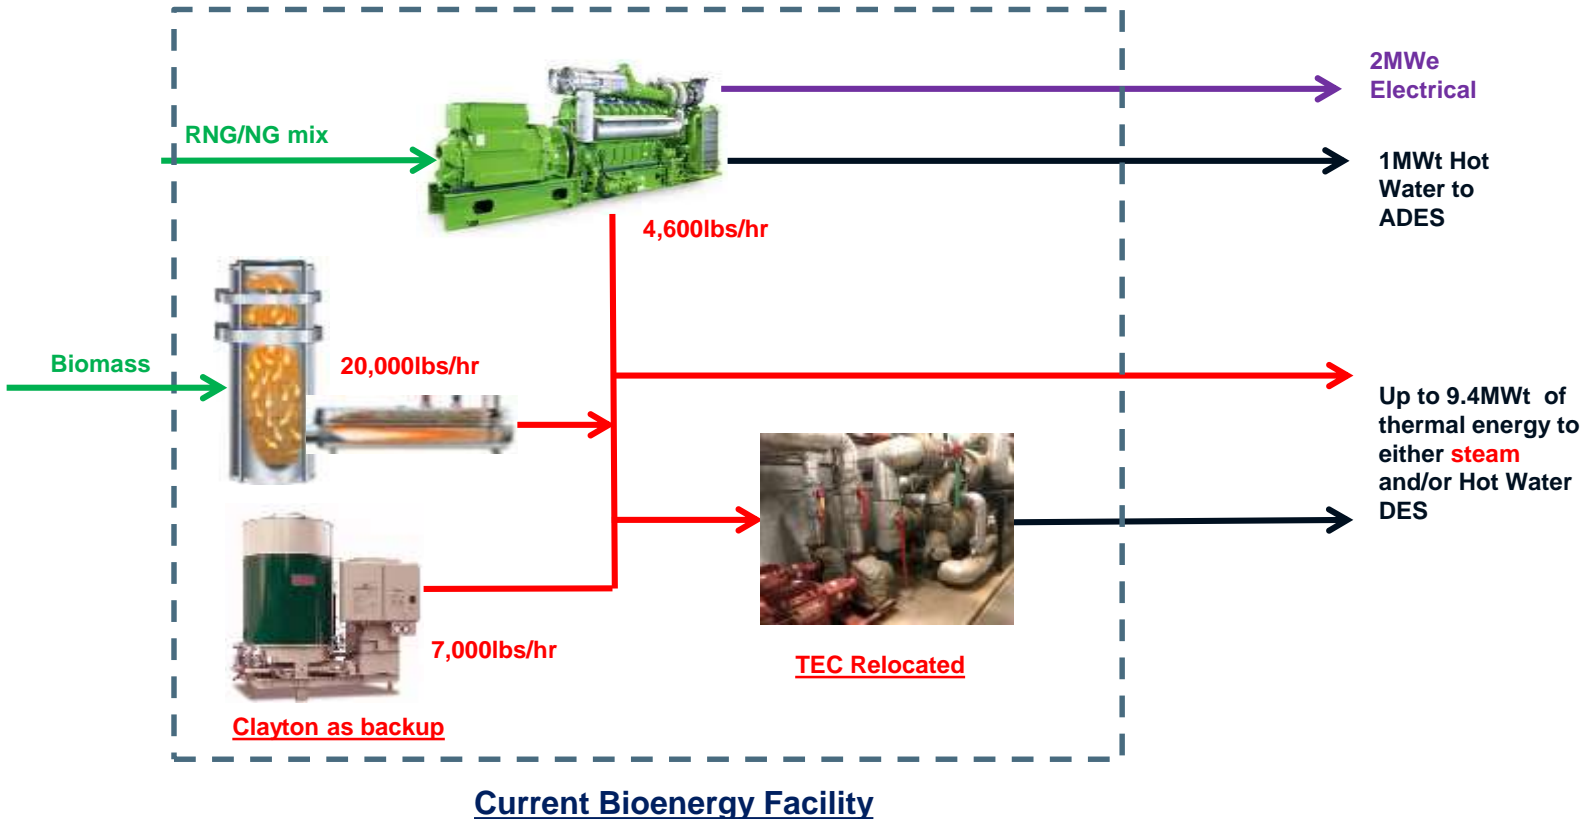 2MWe
Electrical
RNG/NG mix
1MWt Hot
Water to
ADES
4,600lbs/hr
Biomass
20,000lbs/hr
Up to 9.4MWt of
thermal energy to
either steam
and/or Hot Water
DES
7,000lbs/hr
TEC Relocated
Clayton as backup
Current Bioenergy Facility